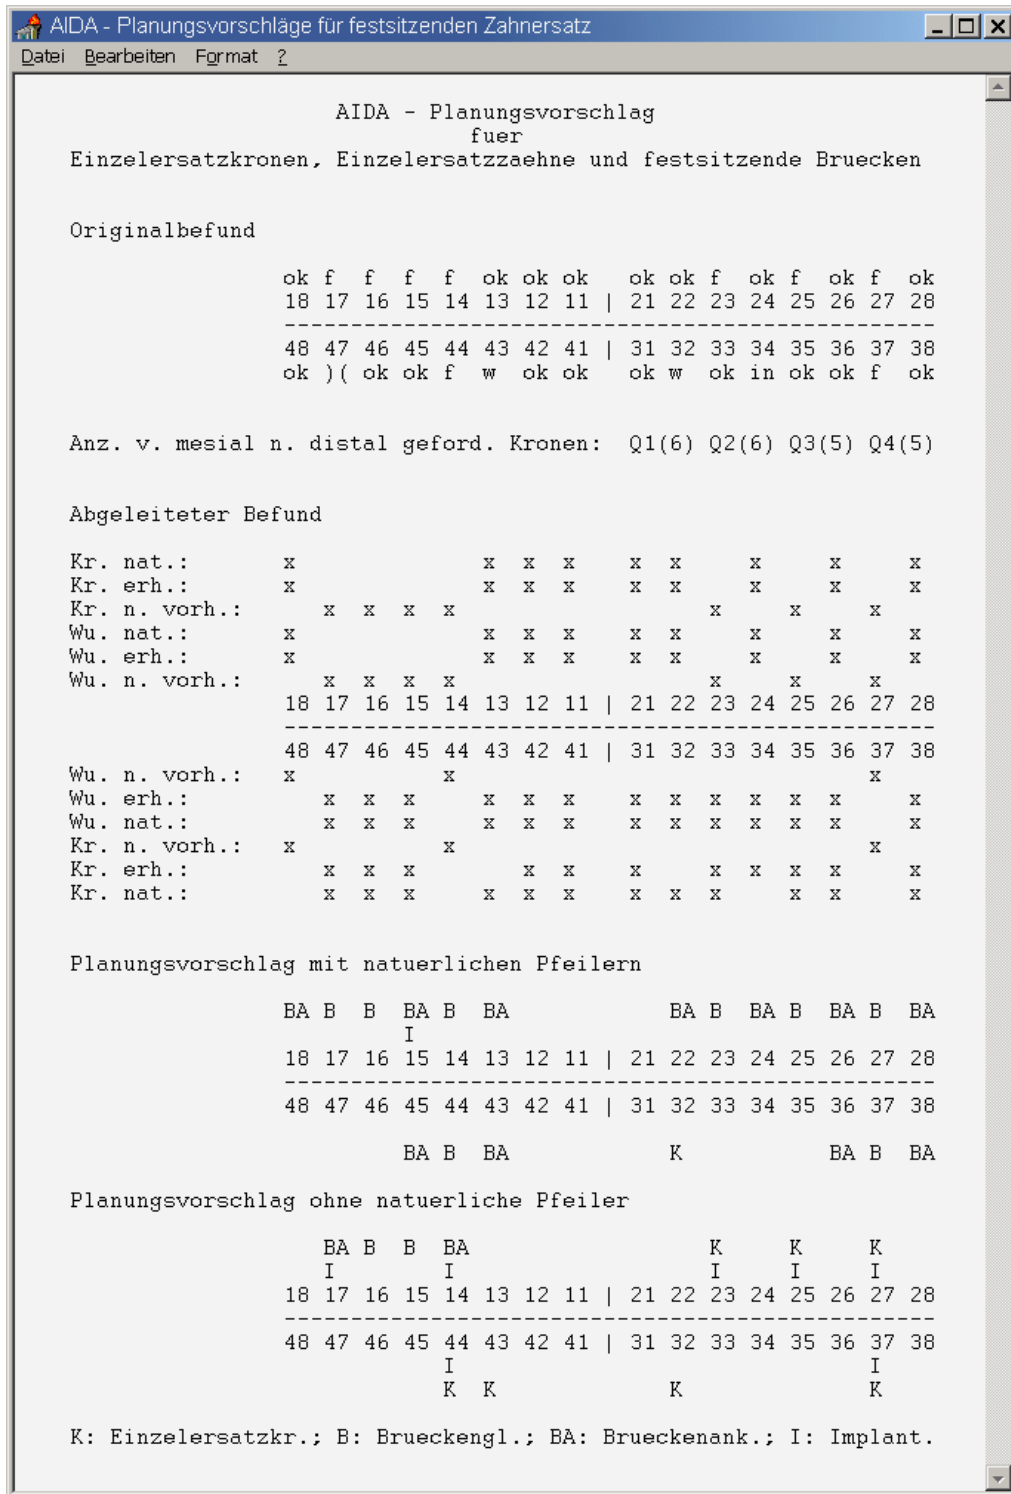 AIDA - Planungsvorschläge für festsitzenden Zahnersatz
Datei Bearbeiten Format ?
AIDA - Planungsvorschlag
fuer
Einzelersatzkronen, Einzelersatzzaehne und festsitzende Bruecken
Originalbefund
ok f f f f ok ok ok ok ok f ok f ok f ok
18 17 16 15 14 13 12 11 | 21 22 23 24 25 26 27 28
-------------------------------------------------
48 47 46 45 44 43 42 41 | 31 32 33 34 35 36 37 38
ok )( ok ok f w ok ok ok w ok in ok ok f ok
Anz. v. mesial n. distal geford. Kronen: Q1(6) Q2(6) Q3(5) Q4(5)
Abgeleiteter Befund
Kr. nat.: x x x x x x x x x
Kr. erh.: x x x x x x x x x
Kr. n. vorh.: x x x x x x x
Wu. nat.: x x x x x x x x x
Wu. erh.: x x x x x x x x x
Wu. n. vorh.: x x x x x x x
18 17 16 15 14 13 12 11 | 21 22 23 24 25 26 27 28
-------------------------------------------------
48 47 46 45 44 43 42 41 | 31 32 33 34 35 36 37 38
Wu. n. vorh.: x x x
Wu. erh.: x x x x x x x x x x x x x
Wu. nat.: x x x x x x x x x x x x x
Kr. n. vorh.: x x x
Kr. erh.: x x x x x x x x x x x
Kr. nat.: x x x x x x x x x x x x
Planungsvorschlag mit natuerlichen Pfeilern
BA B B BA B BA BA B BA B BA B BA
I
18 17 16 15 14 13 12 11 | 21 22 23 24 25 26 27 28
-------------------------------------------------
48 47 46 45 44 43 42 41 | 31 32 33 34 35 36 37 38
BA B BA K BA B BA
Planungsvorschlag ohne natuerliche Pfeiler
BA B B BA K K K
I I I I I
18 17 16 15 14 13 12 11 | 21 22 23 24 25 26 27 28
-------------------------------------------------
48 47 46 45 44 43 42 41 | 31 32 33 34 35 36 37 38
I I
K K K K
K: Einzelersatzkr.; B: Brueckengl.; BA: Brueckenank.; I: Implant.